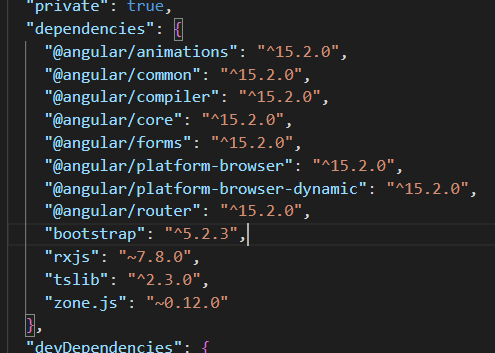 "private": true,
"dependencies": {
"@angular/animations": "^15.2.0",
"@angular/common": "^15.2.0",
"@angular/compiler": "^15.2.0",
"@angular/core": "^15.2.0",
"@angular/forms": "^15.2.0",
"@angular/platform-browser": "^15.2.0",
"@angular/platform-browser-dynamic": "^15.2.0",
"@angular/router": "^15.2.0",
"bootstrap": "^5.2.3",
"rxjs": "~7.8.0",
"tslib": "^2.3.0",
"zone.js": "~0.12.0"
},
"devDependencies": {